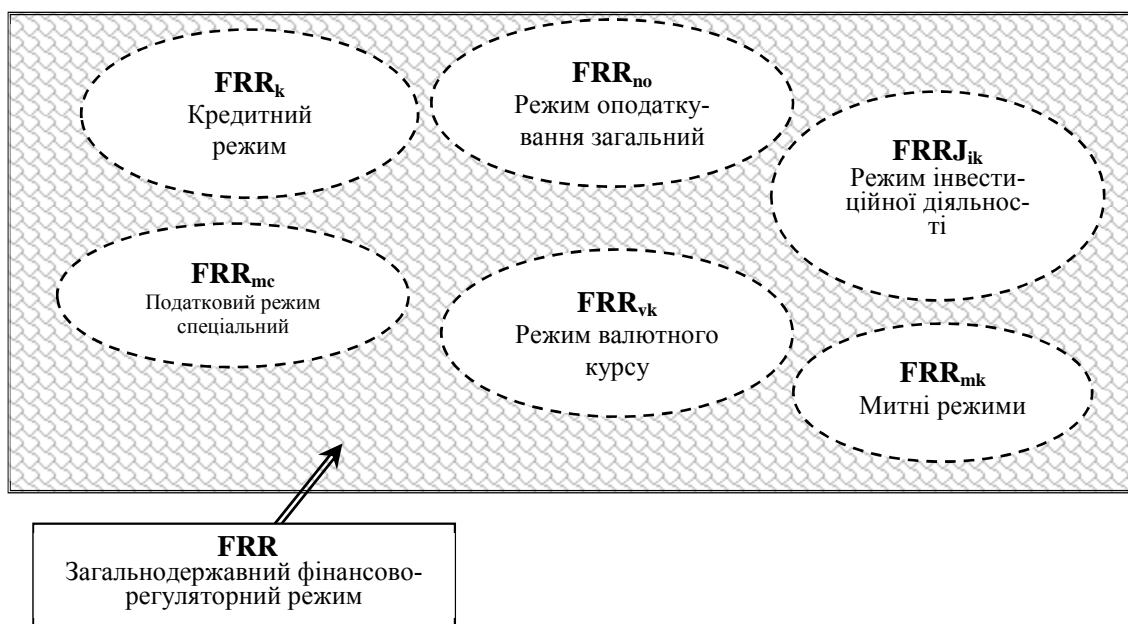 FRRk
Кредитний
режим
FRRno
Режим оподатку-
вання загальний
FRRJik
Режим інвести-
ційної діяльнос-
ті
FRRmc
Податковий режим
спеціальний
FRRvk
Режим валютного
курсу
FRRmk
Митні режими
FRR
Загальнодержавний фінансово-
регуляторний режим